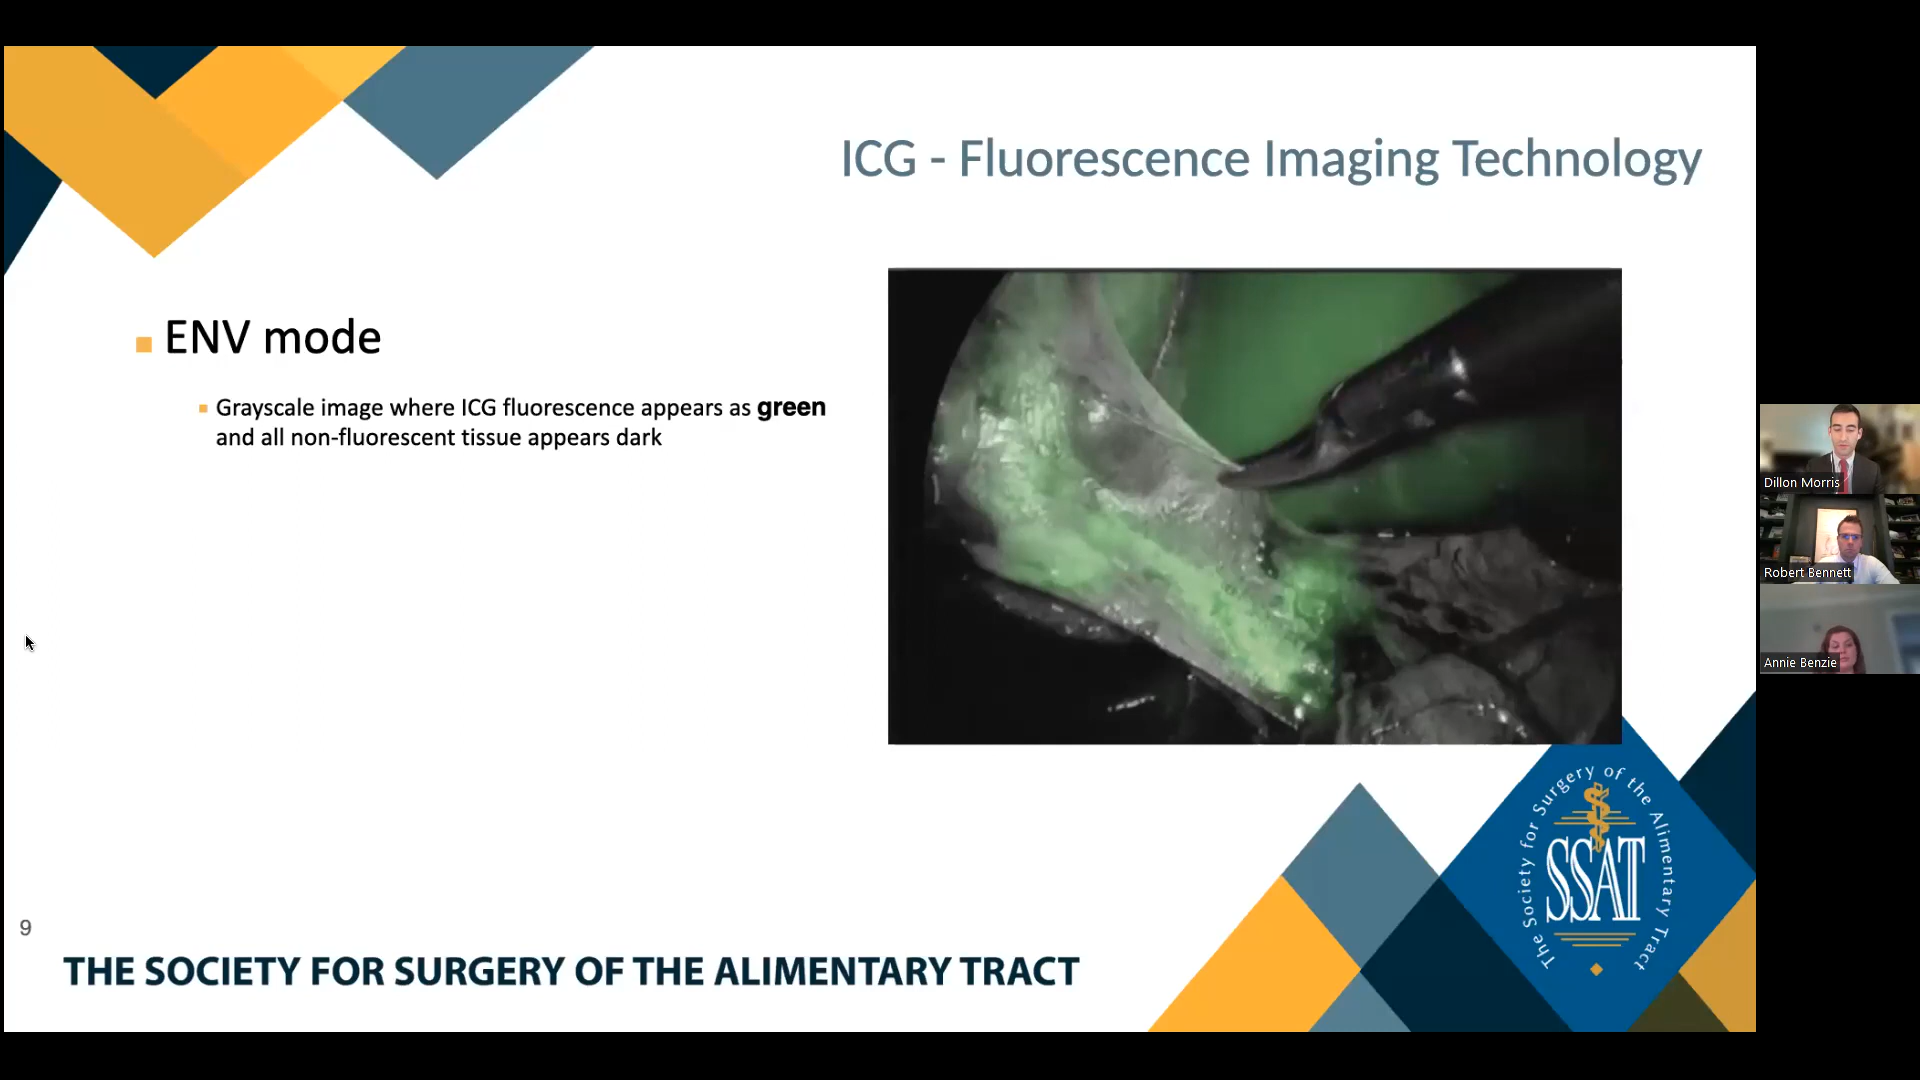 ICG - Fluorescence Imaging Technology
ENV mode
Grayscale image where ICG fluorescence appears as green
and all non-fluorescent tissue appears dark
Dillon Morris
Robert Bennett
Annie Benzie
The Society for Surgery of the Alimentary Tract
SSAT
9
THE SOCIETY FOR SURGERY OF THE ALIMENTARY TRACT